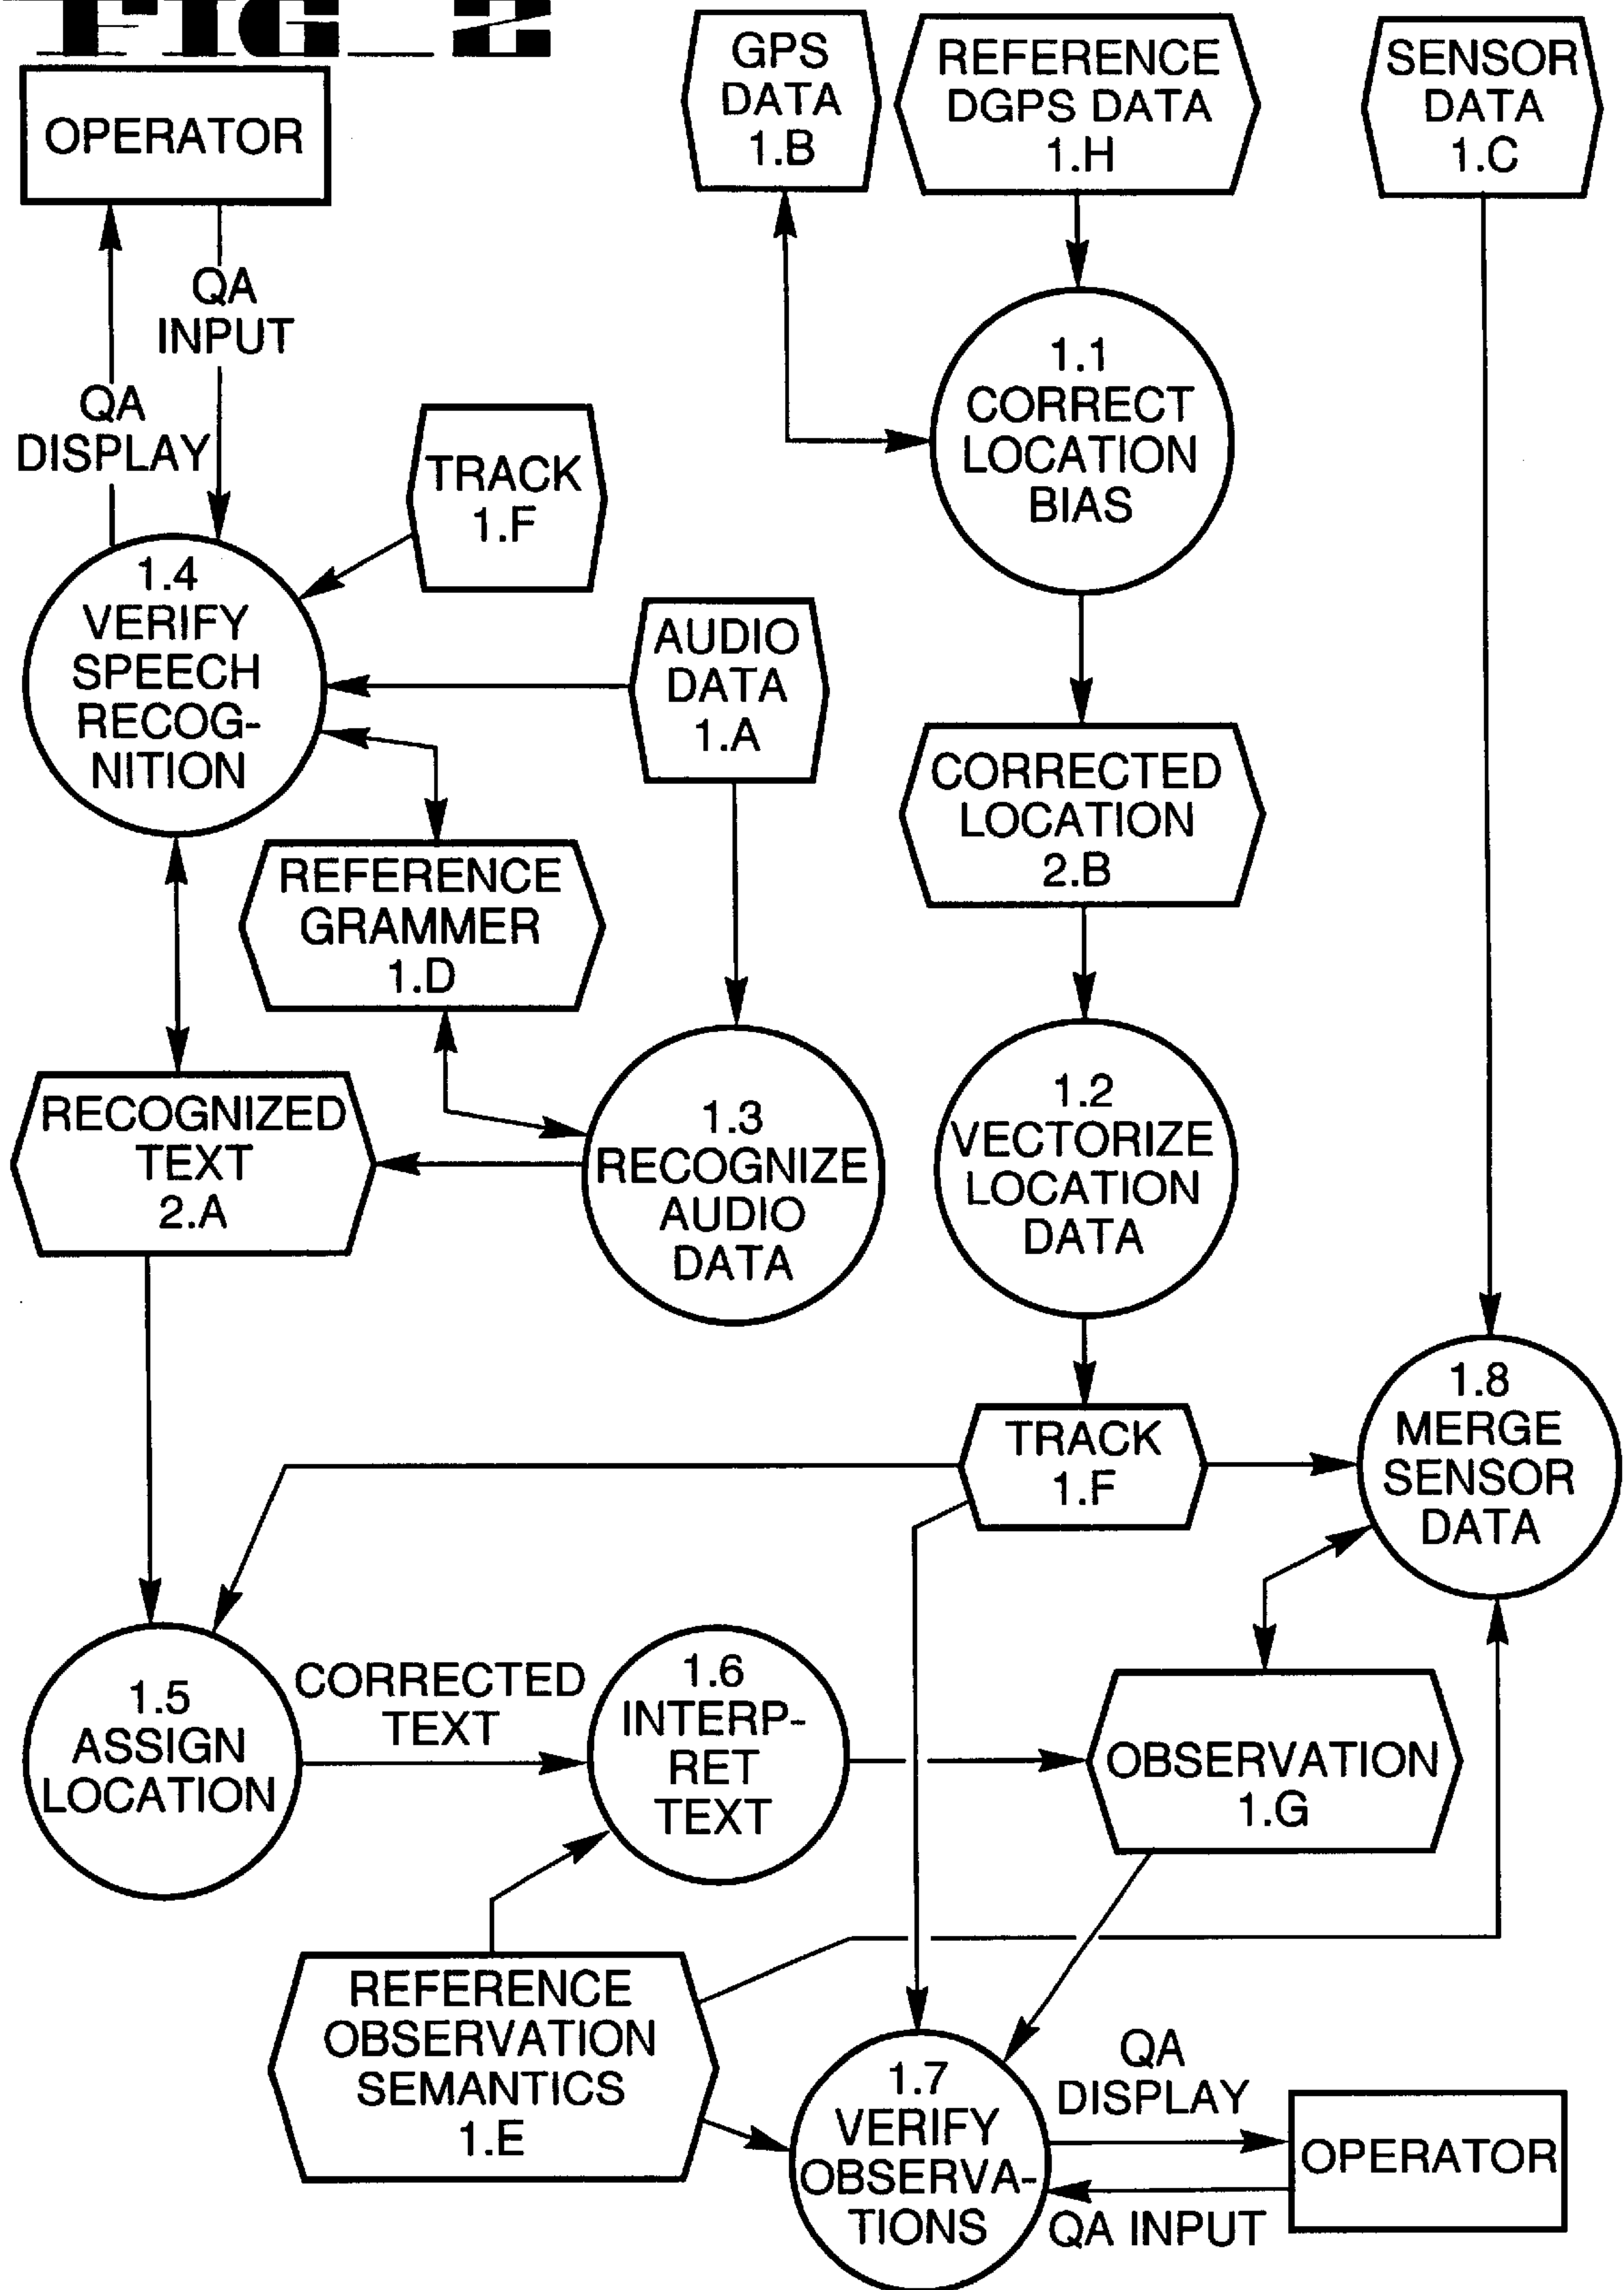 FIG_2
OPERATOR
GPS
DATA
1.B
REFERENCE
DGPS DATA
1.H
SENSOR
DATA
1.C
QA
INPUT
QA
DISPLAY
TRACK
1.F
1.1
CORRECT
LOCATION
BIAS
1.4
VERIFY
SPEECH
RECOG-
NITION
AUDIO
DATA
1.A
CORRECTED
LOCATION
2.B
REFERENCE
GRAMMER
1.D
RECOGNIZED
TEXT
2.A
1.3
RECOGNIZE
AUDIO
DATA
1.2
VECTORIZE
LOCATION
DATA
TRACK
1.F
1.8
MERGE
SENSOR
DATA
1.5
ASSIGN
LOCATION
CORRECTED
TEXT
1.6
INTERP-
RET
TEXT
OBSERVATION
1.G
REFERENCE
OBSERVATION
SEMANTICS
1.E
1.7
VERIFY
OBSERVA-
TIONS
QA
DISPLAY
OPERATOR
QA INPUT